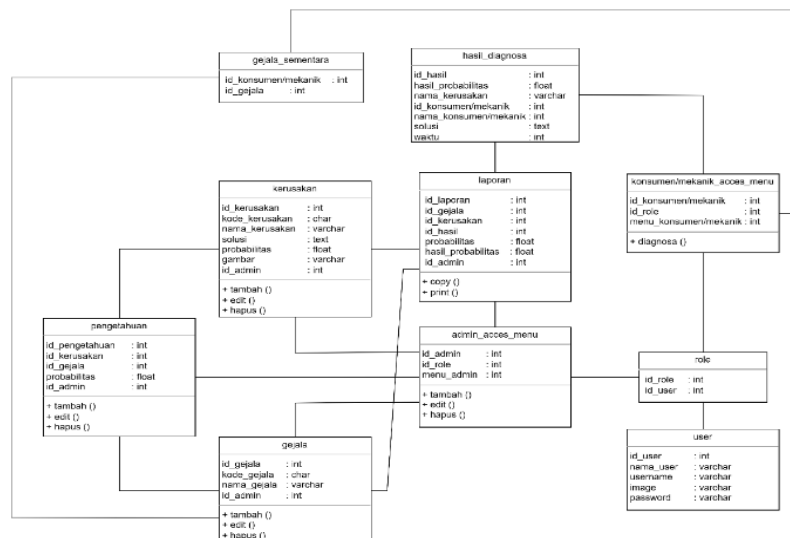 gejala_sementara
id_konsumen/mekanik : int
id_gejala : int
hasil_diagnosa
id_hasil : int
hasil_probabilitas : float
nama_kerusakan : varchar
id_konsumen/mekanik : int
nama_konsumen/mekanik : int
solusi : text
waktu : int
kerusakan
id_kerusakan : int
kode_kerusakan : char
nama_kerusakan : varchar
solusi : text
probabilitas : float
gambar : varchar
id_admin : int
+ tambah ()
+ edit ()
+ hapus ()
laporan
id_laporan : int
id_gejala : int
id_kerusakan : int
id_hasil : int
probabilitas : float
hasil_probabilitas : float
id_admin : int
+ copy ()
+ print ()
konsumen/mekanik_acces_menu
id_konsumen/mekanik : int
id_role : int
menu_konsumen/mekanik : int
+ diagnosa ()
pengetahuan
id_pengetahuan : int
id_kerusakan : int
id_gejala : int
probabilitas : float
id_admin : int
+ tambah ()
+ edit ()
+ hapus ()
admin_acces_menu
id_admin : int
id_role : int
menu_admin : int
+ tambah ()
+ edit ()
+ hapus ()
role
id_role : int
id_user : int
gejala
id_gejala : int
kode_gejala : char
nama_gejala : varchar
id_admin : int
+ tambah ()
+ edit ()
+ hapus ()
user
id_user : int
nama_user : varchar
username : varchar
image : varchar
password : varchar